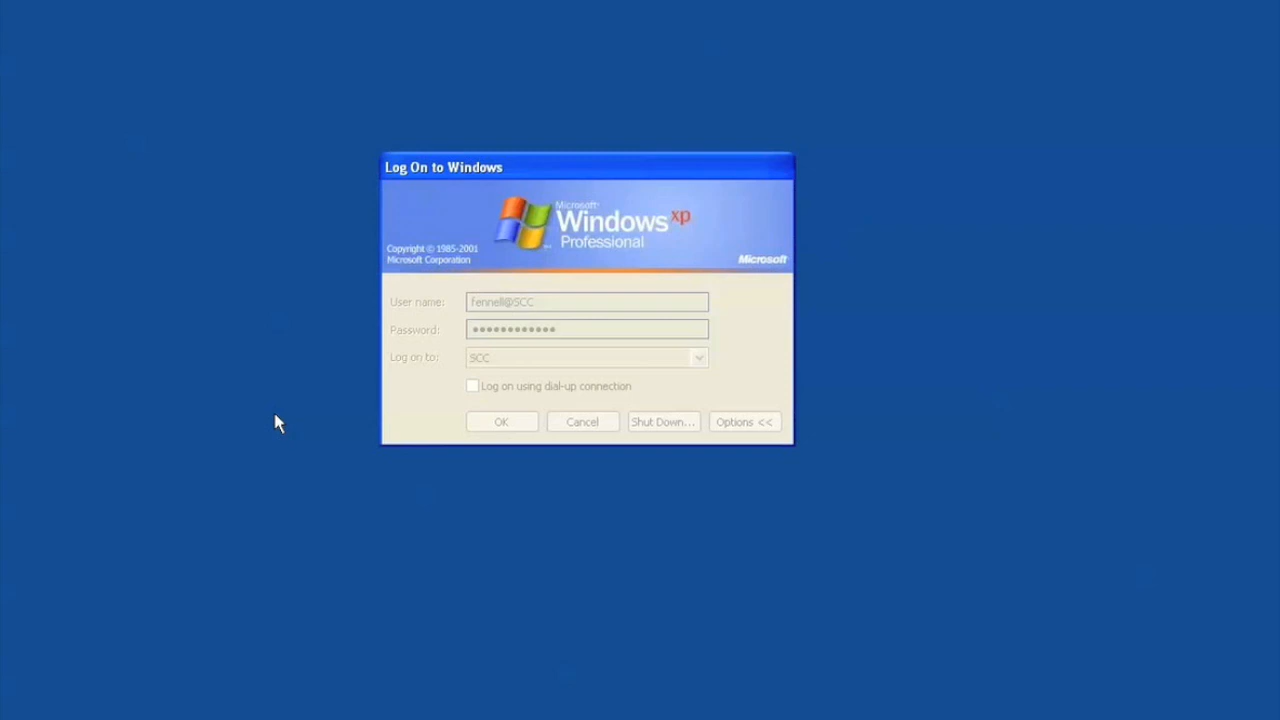 Log On to Windows
Microsoft®
Windows xp
Professional
Copyright © 1985-2001
Microsoft Corporation
Microsoft
User name: fennell@SCC
Password: ●●●●●●●●●●●●
Log on to: SCC
Log on using dial-up connection
OK Cancel Shut Down... Options <<